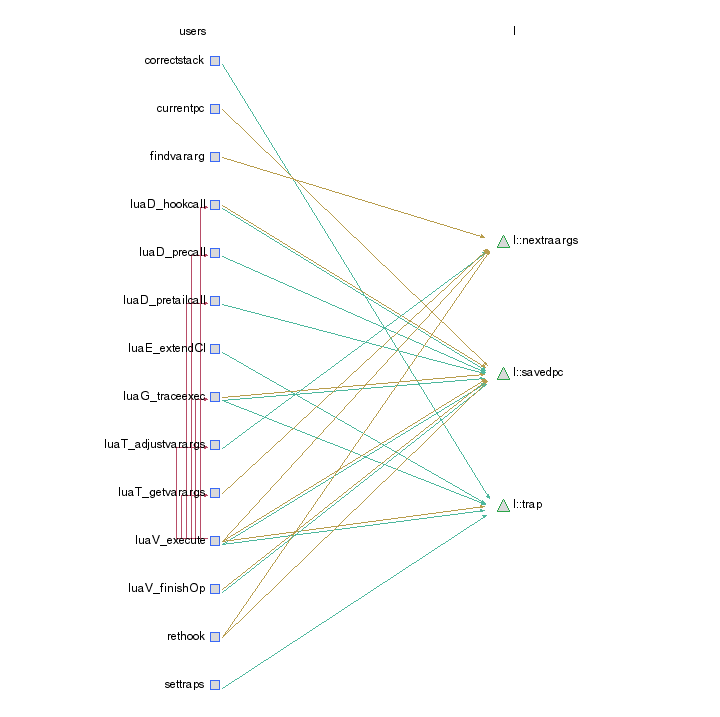 users
l
correctstack
currentpc
findvararg
luaD_hookcall
luaD_precall
luaD_pretailcall
luaE_extendCI
luaG_traceexec
luaT_adjustvarargs
luaT_getvarargs
luaV_execute
luaV_finishOp
rethook
settraps
l::nextraargs
l::savedpc
l::trap